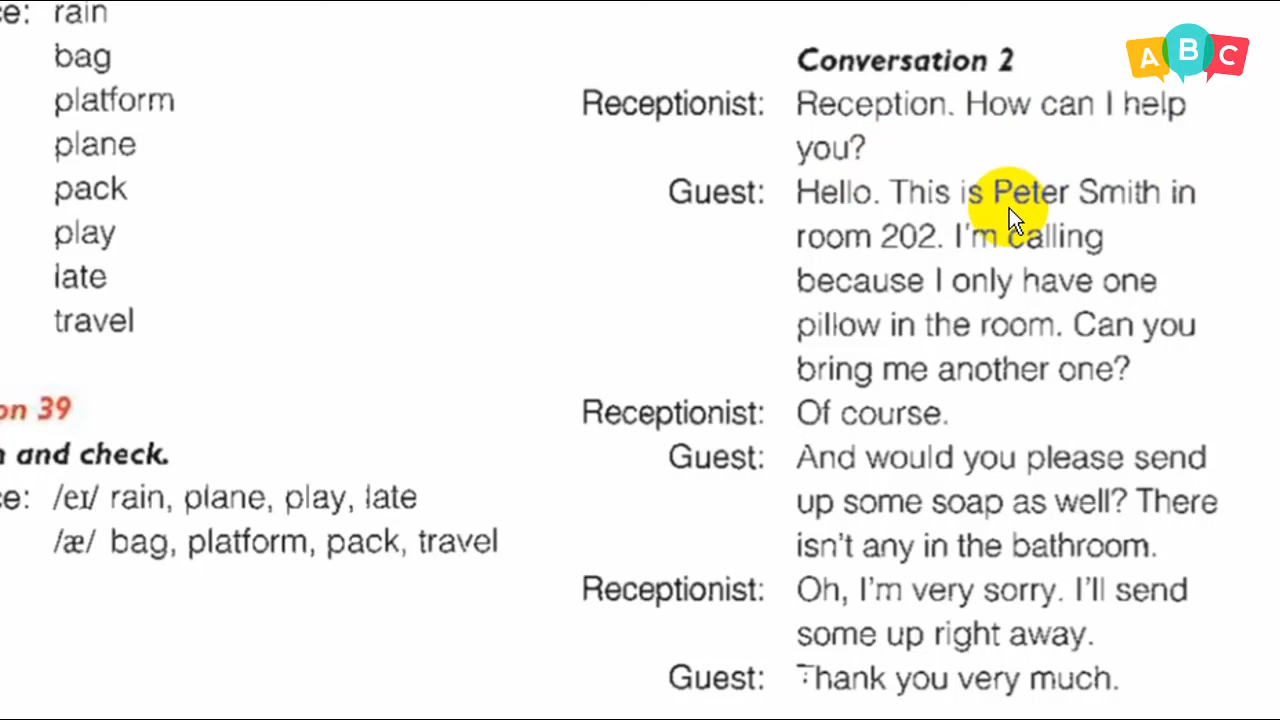 ce: rain
bag
platform
plane
pack
play
late
travel
on 39
n and check.
ce: /eɪ/ rain, plane, play, late
/æ/ bag, platform, pack, travel
A B C
Conversation 2
Receptionist: Reception. How can I help
you?
Guest: Hello. This is Peter Smith in
room 202. I'm calling
because I only have one
pillow in the room. Can you
bring me another one?
Receptionist: Of course.
Guest: And would you please send
up some soap as well? There
isn't any in the bathroom.
Receptionist: Oh, I'm very sorry. I'll send
some up right away.
Guest: Thank you very much.